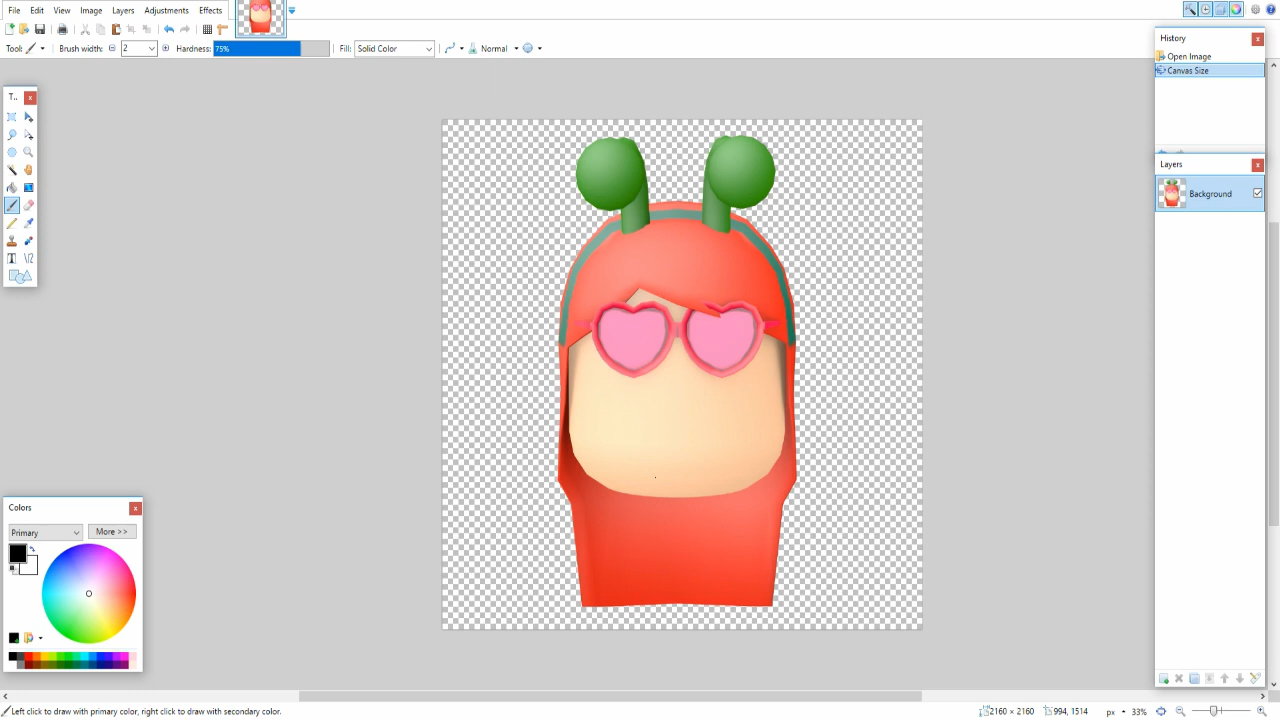 File Edit View Image Layers Adjustments Effects
Tool: Brush width: 2 Hardness: 75% Fill: Solid Color Normal
T..
History
Open Image
Canvas Size
Layers
Background
Colors
Primary More >>
Left click to draw with primary color, right click to draw with secondary color. 2160 × 2160 994, 1514 px 33%